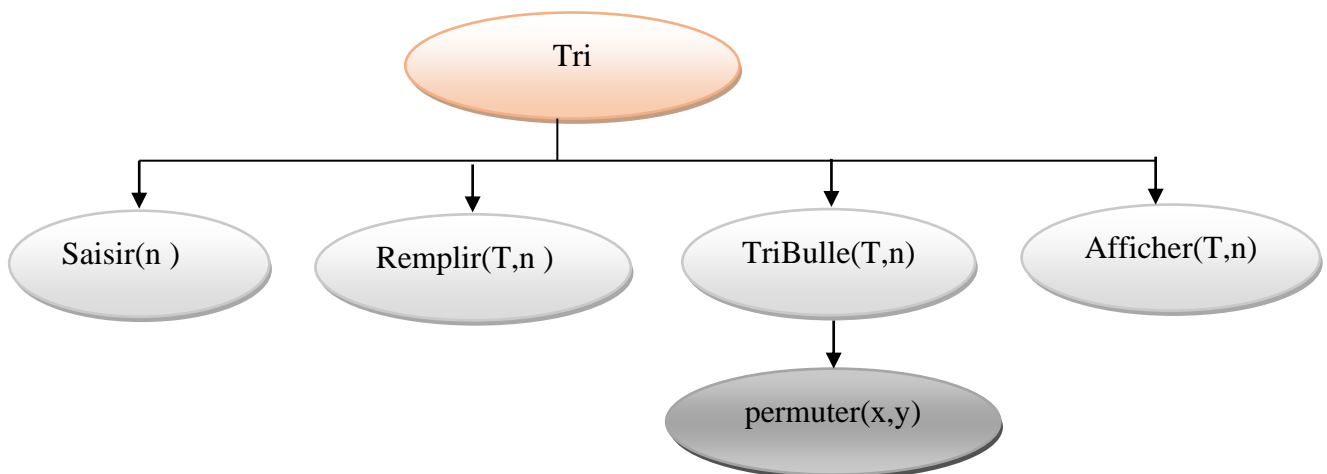 Tri
Saisir(n )
Remplir(T,n )
TriBulle(T,n)
Afficher(T,n)
permuter(x,y)